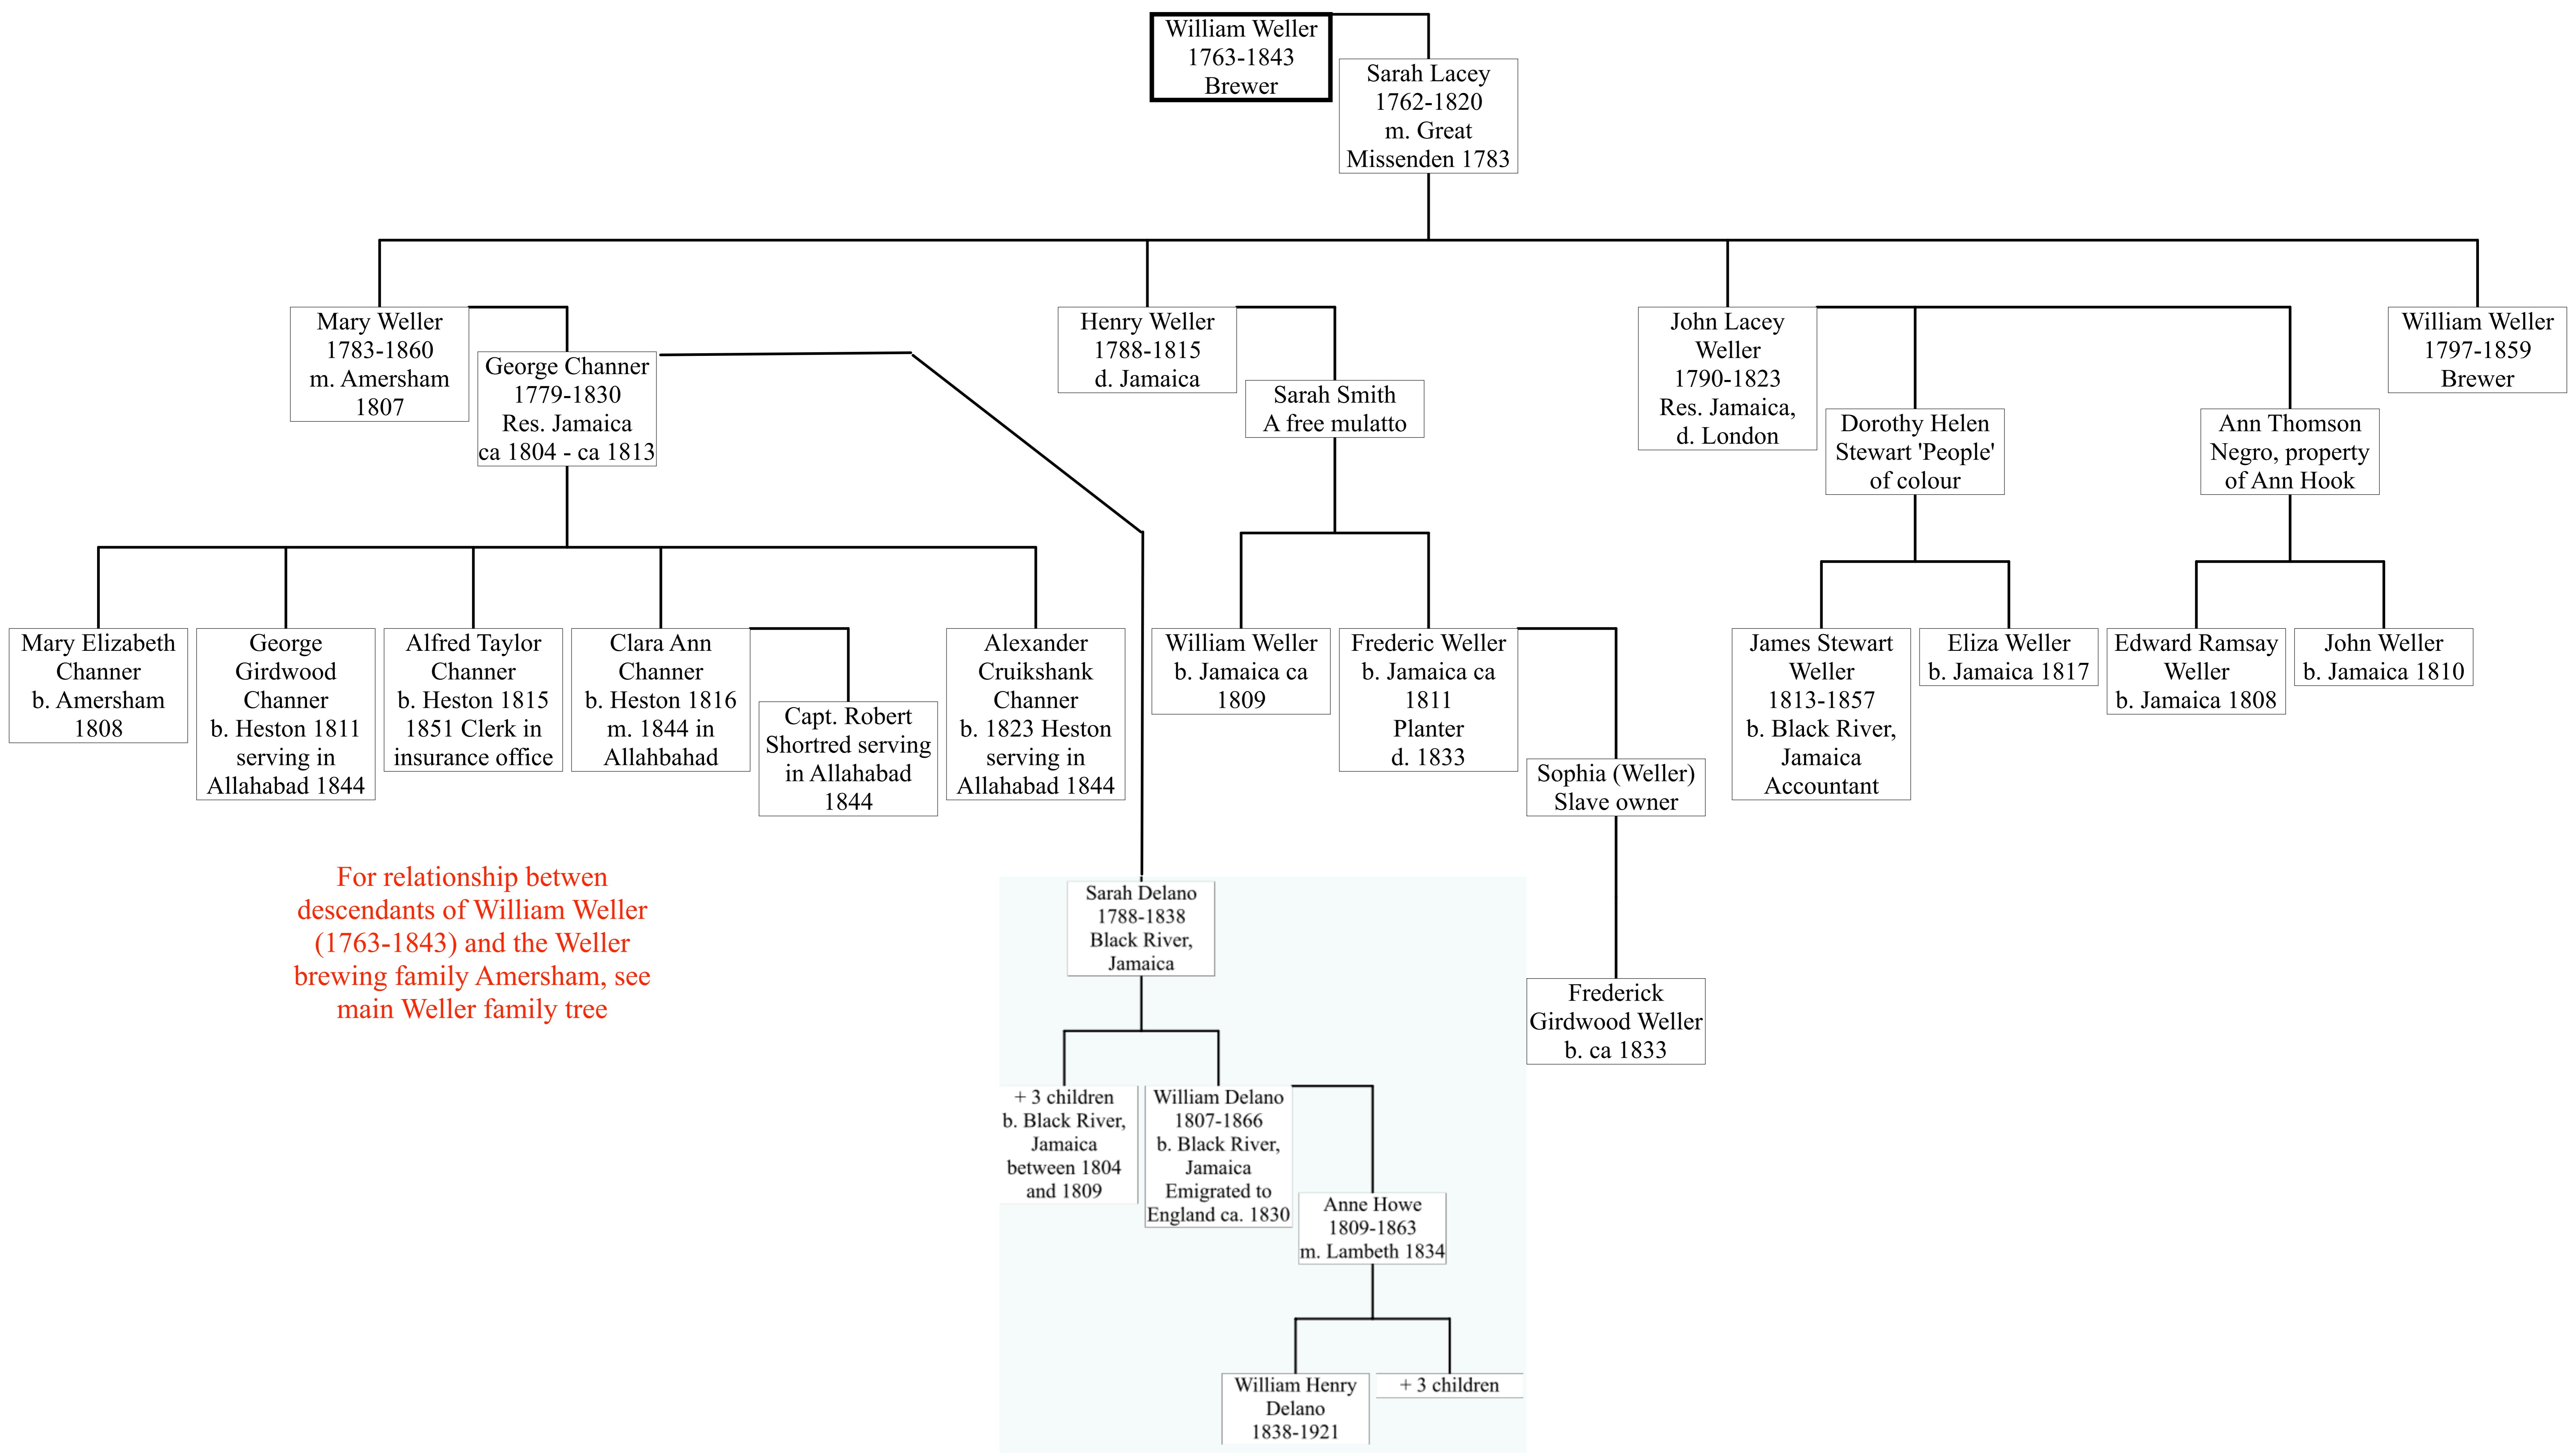 William Weller
1763-1843
Brewer
Sarah Lacey
1762-1820
m. Great
Missenden 1783
Mary Weller
1783-1860
m. Amersham
1807
George Channer
1779-1830
Res. Jamaica
ca 1804 - ca 1813
Henry Weller
1788-1815
d. Jamaica
Sarah Smith
A free mulatto
John Lacey
Weller
1790-1823
Res. Jamaica,
d. London
Dorothy Helen
Stewart 'People'
of colour
Ann Thomson
Negro, property
of Ann Hook
William Weller
1797-1859
Brewer
Mary Elizabeth
Channer
b. Amersham
1808
George
Girdwood
Channer
b. Heston 1811
serving in
Allahabad 1844
Alfred Taylor
Channer
b. Heston 1815
1851 Clerk in
insurance office
Clara Ann
Channer
b. Heston 1816
m. 1844 in
Allahbahad
Capt. Robert
Shortred serving
in Allahabad
1844
Alexander
Cruikshank
Channer
b. 1823 Heston
serving in
Allahabad 1844
William Weller
b. Jamaica ca
1809
Frederic Weller
b. Jamaica ca
1811
Planter
d. 1833
Sophia (Weller)
Slave owner
James Stewart
Weller
1813-1857
b. Black River,
Jamaica
Accountant
Eliza Weller
b. Jamaica 1817
Edward Ramsay
Weller
b. Jamaica 1808
John Weller
b. Jamaica 1810
For relationship betwen
descendants of William Weller
(1763-1843) and the Weller
brewing family Amersham, see
main Weller family tree
Sarah Delano
1788-1838
Black River,
Jamaica
Frederick
Girdwood Weller
b. ca 1833
+ 3 children
b. Black River,
Jamaica
between 1804
and 1809
William Delano
1807-1866
b. Black River,
Jamaica
Emigrated to
England ca. 1830
Anne Howe
1809-1863
m. Lambeth 1834
William Henry
Delano
1838-1921
+ 3 children